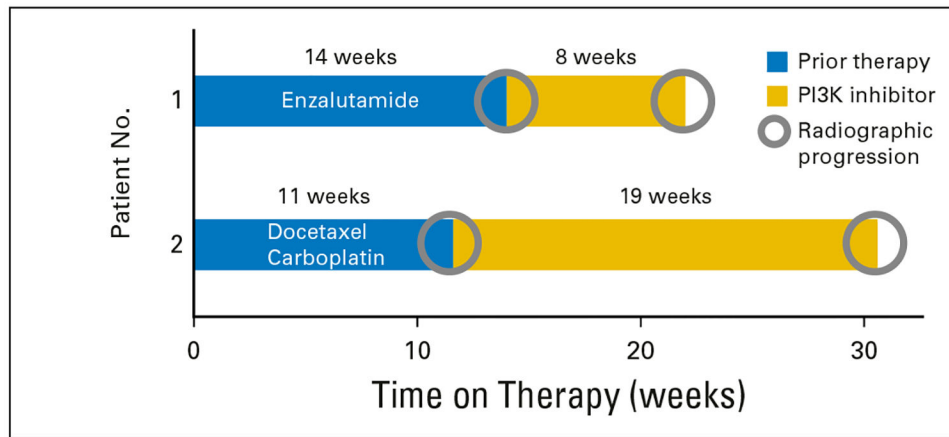 14 weeks
8 weeks
Prior therapy
PI3K inhibitor
Radiographic
progression
Patient No.
1
Enzalutamide
11 weeks
19 weeks
2
Docetaxel
Carboplatin
0
10
20
30
Time on Therapy (weeks)